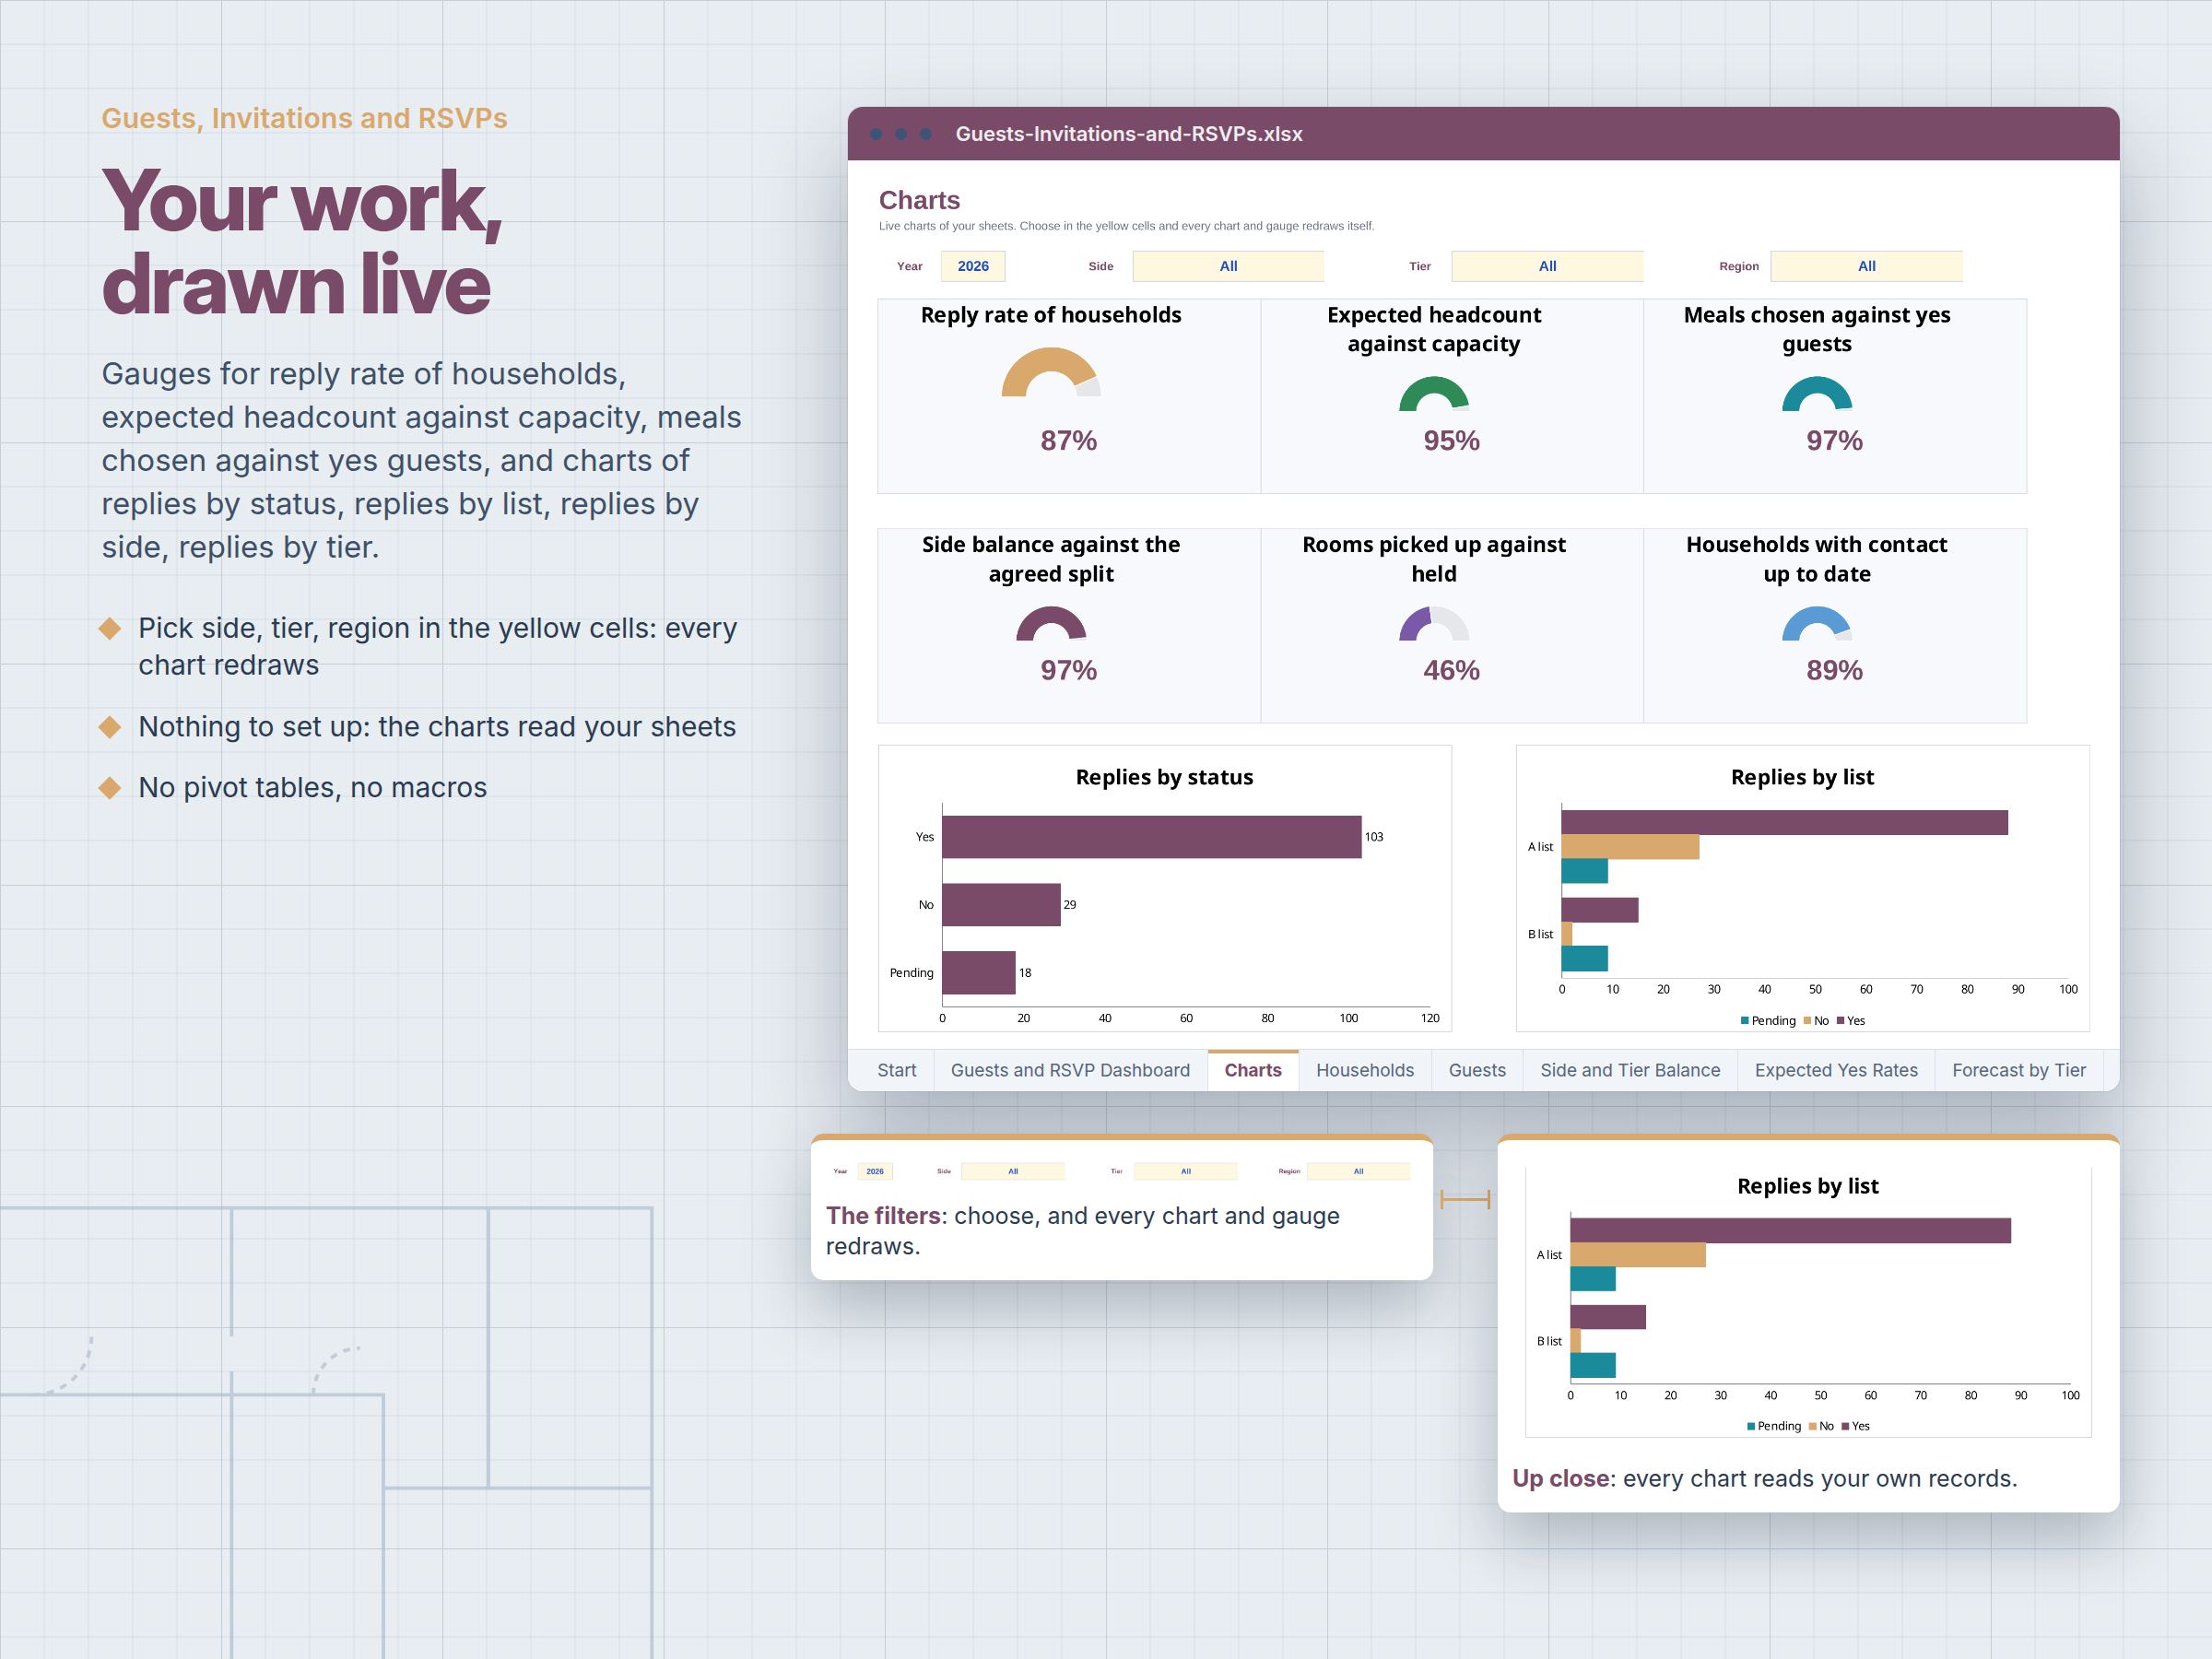 Guests, Invitations and RSVPs
Your work,
drawn live
Gauges for reply rate of households,
expected headcount against capacity, meals
chosen against yes guests, and charts of
replies by status, replies by list, replies by
side, replies by tier.
Pick side, tier, region in the yellow cells: every
chart redraws
Nothing to set up: the charts read your sheets
No pivot tables, no macros
Guests-Invitations-and-RSVPs.xlsx
Charts
Live charts of your sheets. Choose in the yellow cells and every chart and gauge redraws itself.
Year 2026 Side All Tier All Region All
Reply rate of households
87%
Expected headcount
against capacity
95%
Meals chosen against yes
guests
97%
Side balance against the
agreed split
97%
Rooms picked up against
held
46%
Households with contact
up to date
89%
Replies by status
Yes 103
No 29
Pending 18
0 20 40 60 80 100 120
Replies by list
A list
B list
0 10 20 30 40 50 60 70 80 90 100
Pending No Yes
Start Guests and RSVP Dashboard Charts Households Guests Side and Tier Balance Expected Yes Rates Forecast by Tier
Year 2026 Side All Tier All Region All
The filters: choose, and every chart and gauge
redraws.
Replies by list
A list
B list
0 10 20 30 40 50 60 70 80 90 100
Pending No Yes
Up close: every chart reads your own records.